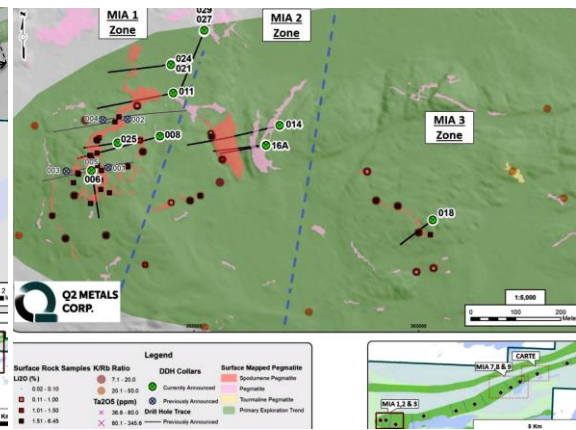 029
027
MIA 1
Zone
MIA 2
Zone
024
021
011
004
002
025
008
014
16A
005
003
006
MIA 3
Zone
018
Q2 METALS
CORP.
1:5,000
0
100
200
Legend
Surface Rock Samples
Li2O (%)
0.02 - 0.10
0.11 - 1.00
1.01 - 1.50
1.51 - 6.45
K/Rb Ratio
7.1 - 20.0
20.1 - 50.0
Ta2O5 (ppm)
36.6 - 80.0
80.1 - 345.6
DDH Collars
Currently Announced
Previously Announced
Drill Hole Trace
Previously Announced
Surface Mapped Pegmatite
Spodumene Pegmatite
Pegmatite
Tourmaline Pegmatite
Primary Exploration Trend
CARTE
MIA 7,8 & 9
MIA 1,2 & 3
5 Km